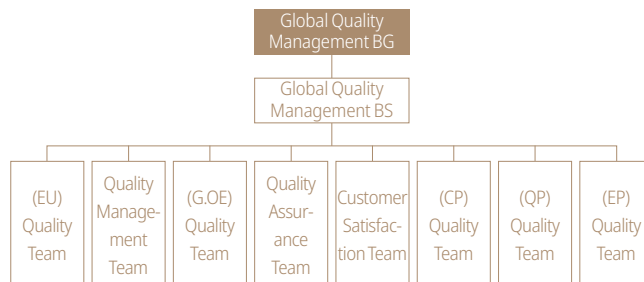 Global Quality
Management BG
Global Quality
Management BS
(EU)
Quality
Team
Quality
Manage-
ment
Team
(G.OE)
Quality
Team
Quality
Assur-
ance
Team
Customer
Satisfac-
tion Team
(CP)
Quality
Team
(QP)
Quality
Team
(EP)
Quality
Team